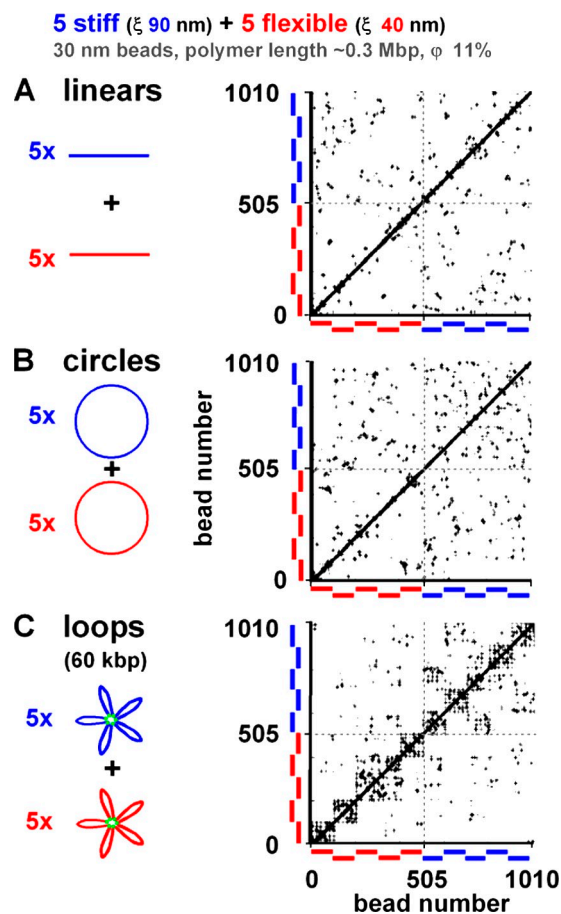 5 stiff (ξ 90 nm) + 5 flexible (ξ 40 nm)
30 nm beads, polymer length ~0.3 Mbp, φ 11%
A linears
5x
+
5x
1010
505
0
B circles
5x
+
5x
bead number
1010
505
0
C loops
(60 kbp)
5x
+
5x
1010
505
0
0 505 1010
bead number